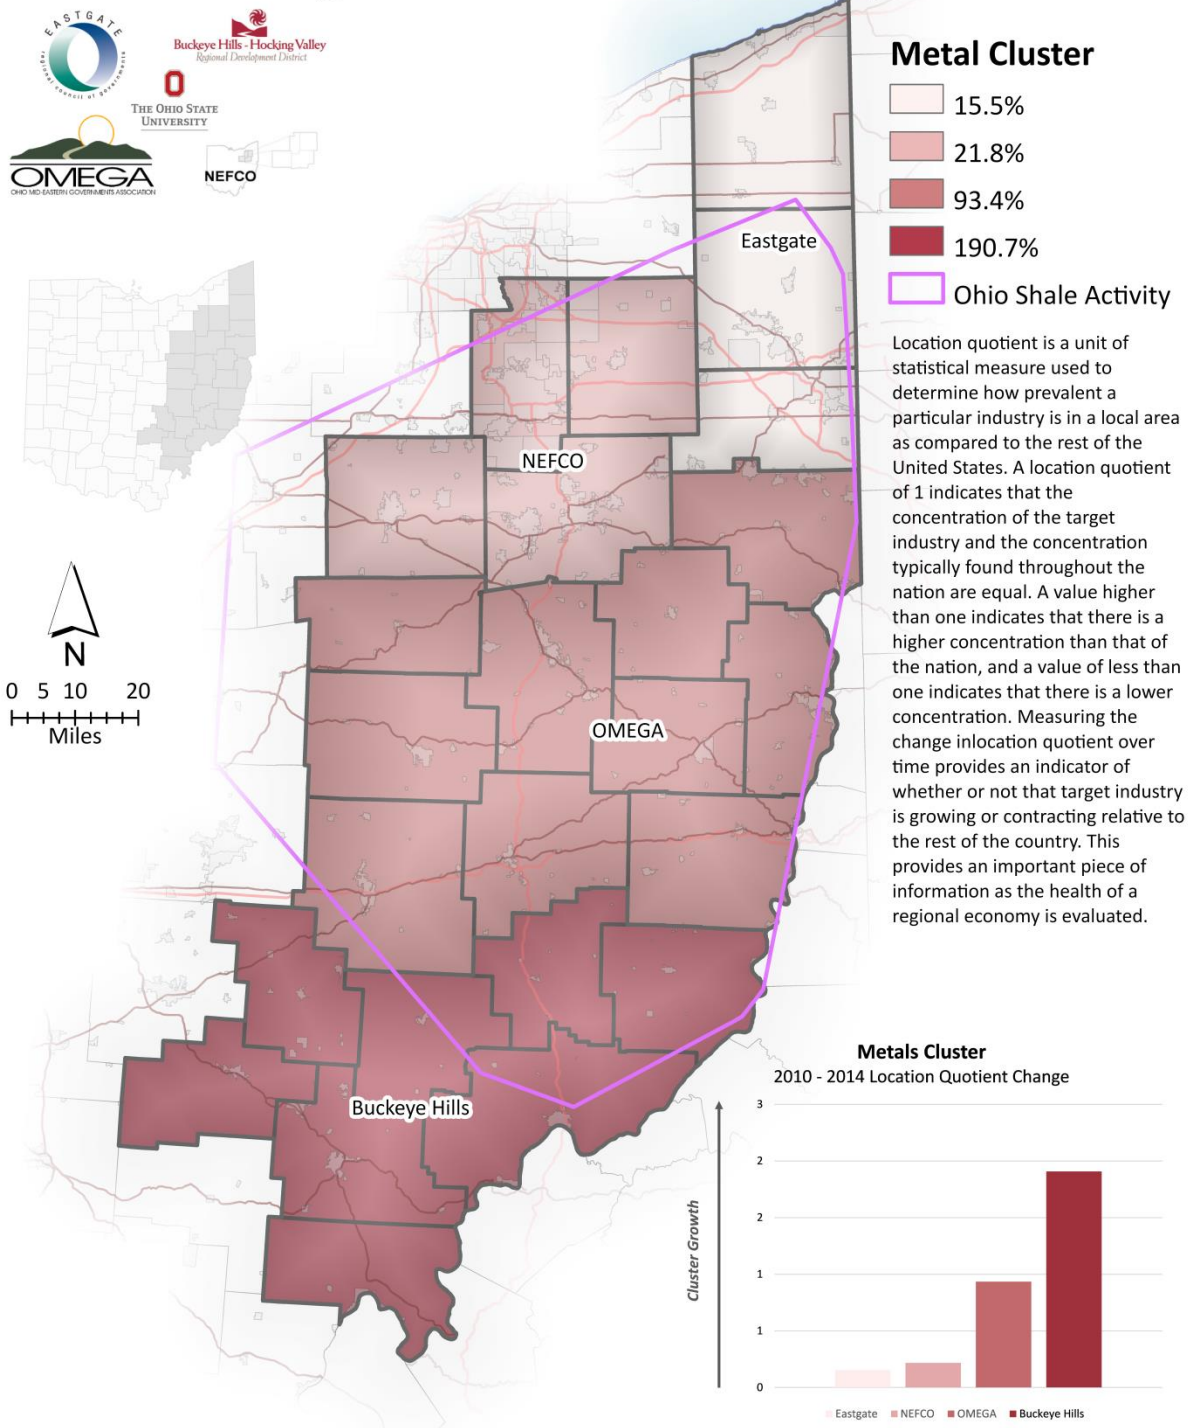 EASTGATE
regional council of governments
Buckeye Hills - Hocking Valley
Regional Development District
THE OHIO STATE
UNIVERSITY
OMEGA
OHIO MID-EASTERN GOVERNMENTS ASSOCIATION
NEFCO
Metal Cluster
15.5%
21.8%
93.4%
190.7%
Ohio Shale Activity
Location quotient is a unit of
statistical measure used to
determine how prevalent a
particular industry is in a local area
as compared to the rest of the
United States. A location quotient
of 1 indicates that the
concentration of the target
industry and the concentration
typically found throughout the
nation are equal. A value higher
than one indicates that there is a
higher concentration than that of
the nation, and a value of less than
one indicates that there is a lower
concentration. Measuring the
change inlocation quotient over
time provides an indicator of
whether or not that target industry
is growing or contracting relative to
the rest of the country. This
provides an important piece of
information as the health of a
regional economy is evaluated.
Eastgate
NEFCO
OMEGA
Buckeye Hills
N
0 5 10 20
Miles
Metals Cluster
2010 - 2014 Location Quotient Change
Cluster Growth
3
2
2
1
1
0
Eastgate NEFCO OMEGA Buckeye Hills